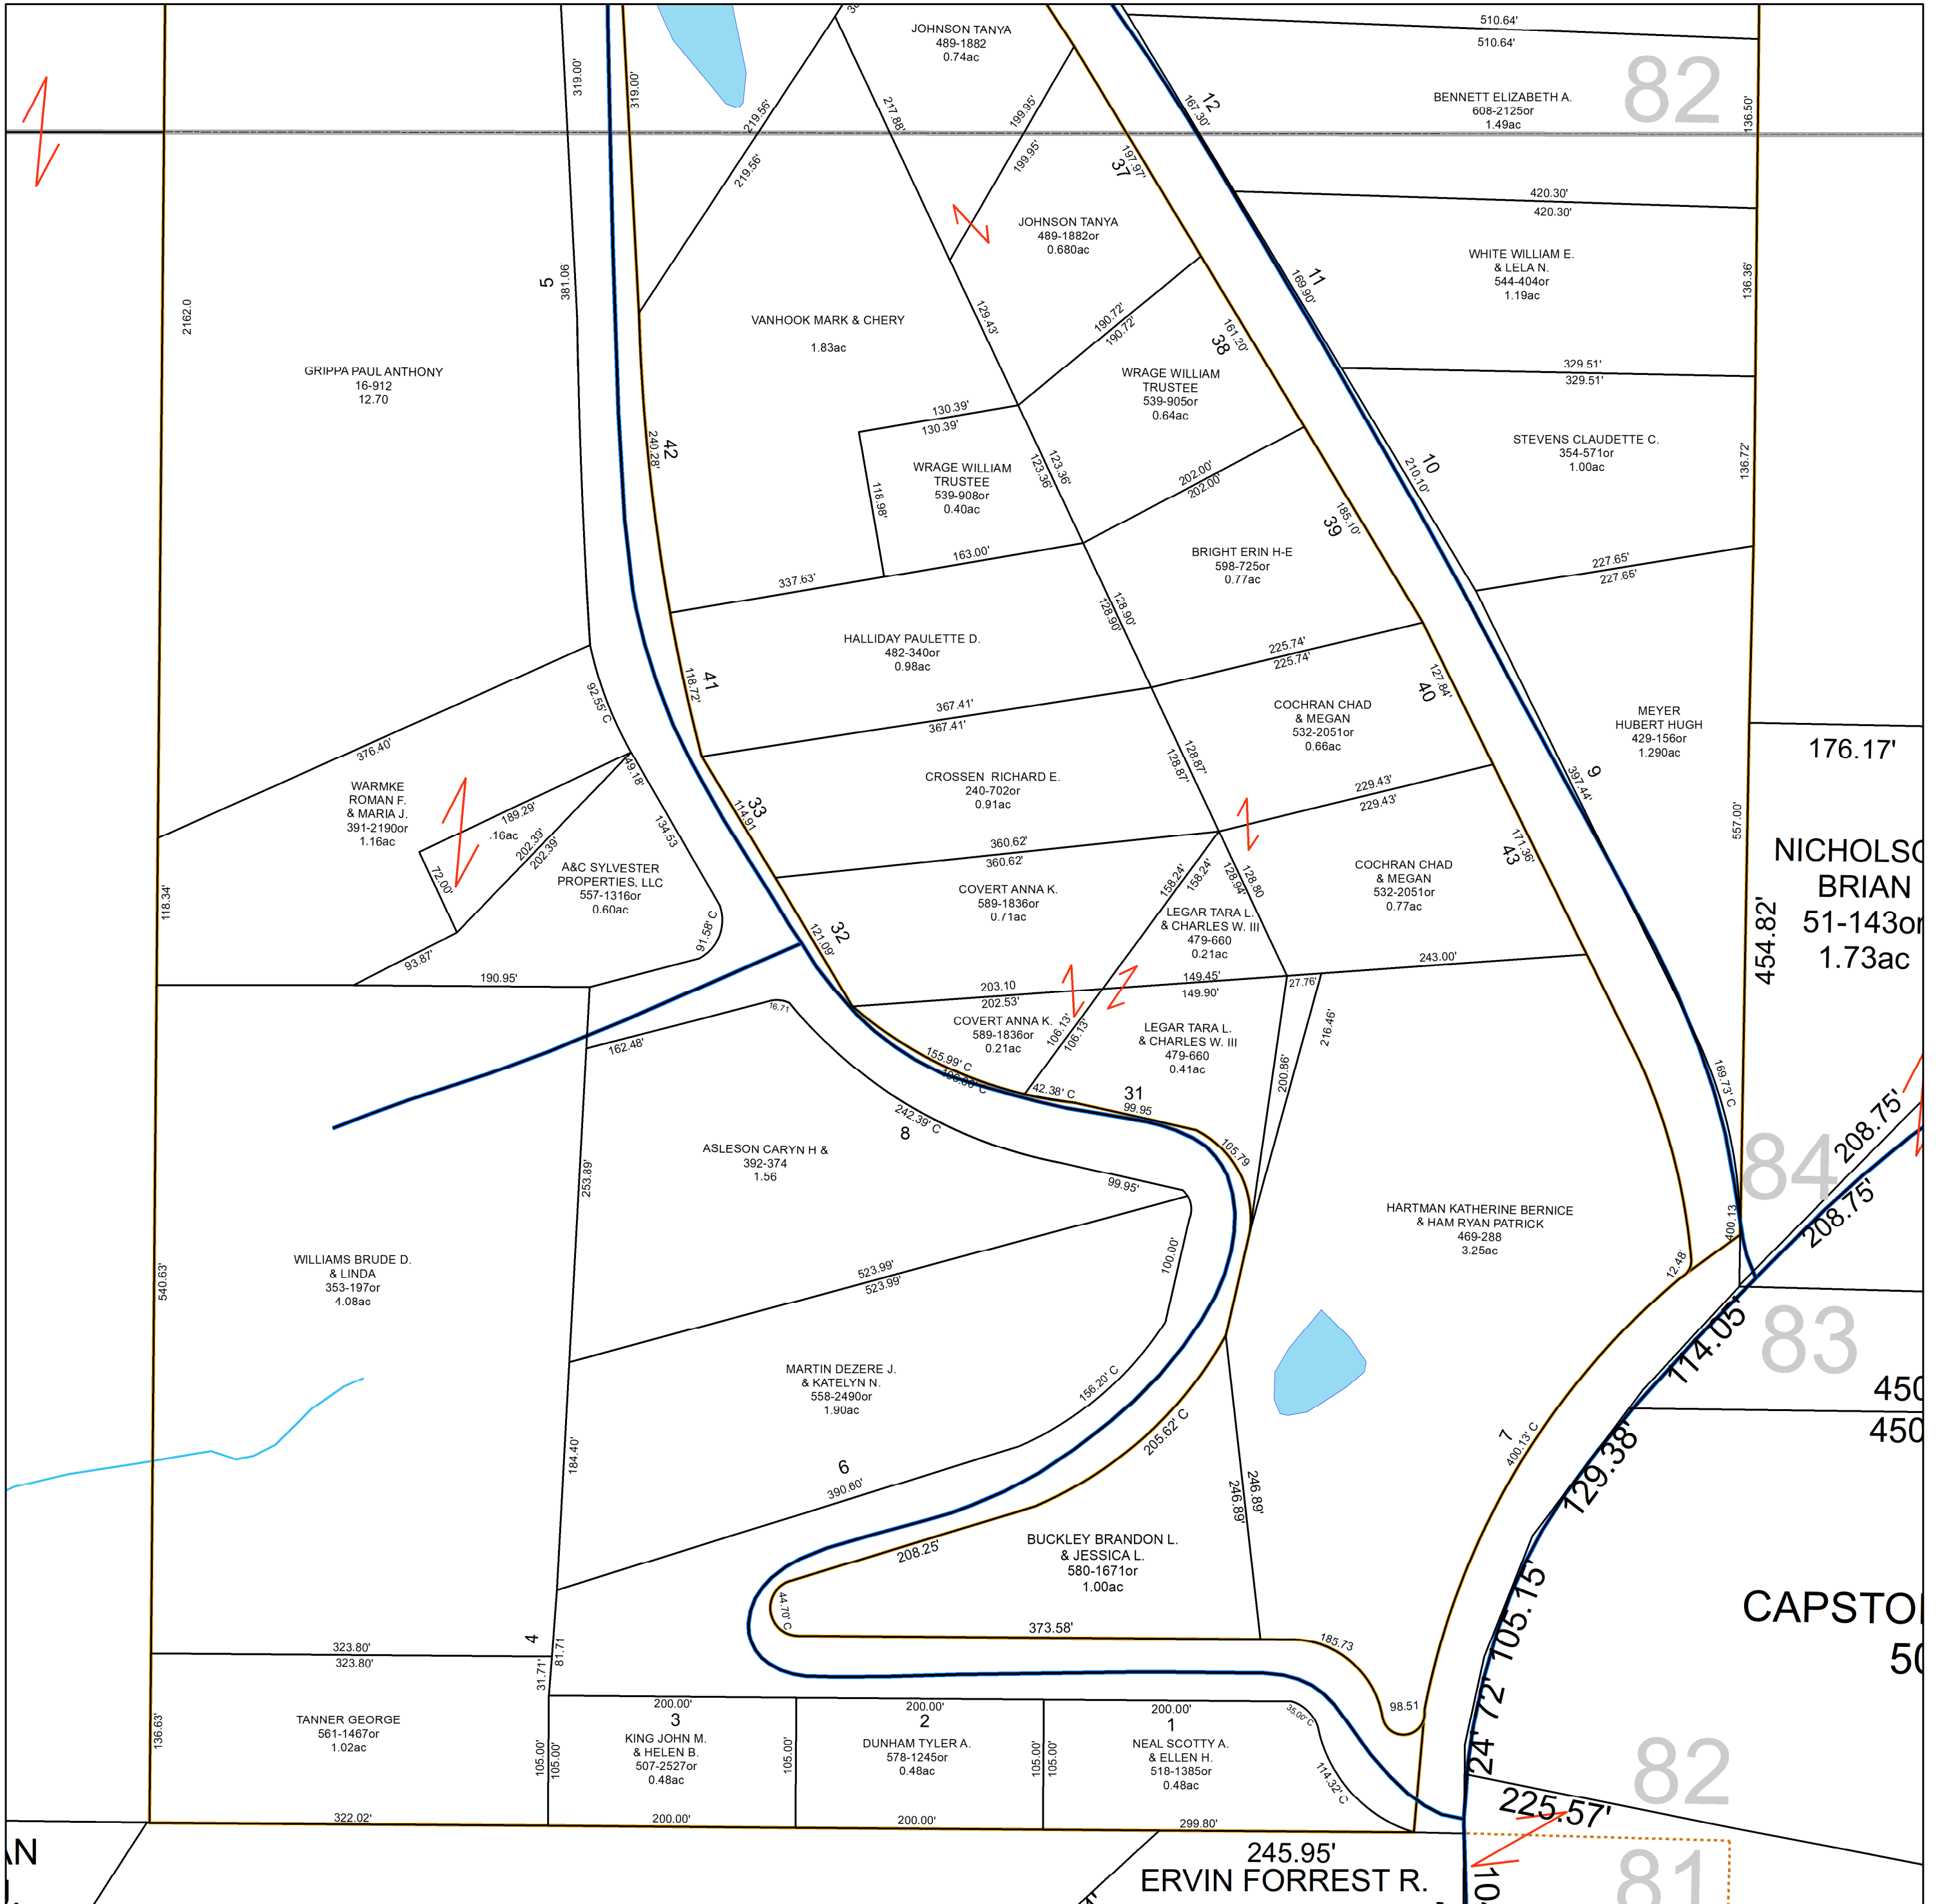 510.64'
510.64'
82
JOHNSON TANYA
489-1882
0.74ac
319.00'
319.00'
BENNETT ELIZABETH A.
608-2125or
1.49ac
136.50'
12
167.30'
217.88'
219.56'
219.56'
199.95'
199.95'
197.97'
37
420.30'
420.30'
JOHNSON TANYA
489-1882or
0.680ac
WHITE WILLIAM E.
& LELA N.
544-404or
1.19ac
136.36'
5
381.06
2162.0
11
169.90'
VANHOOK MARK & CHERY
1.83ac
129.43'
190.72'
190.72'
161.20'
38
329.51'
329.51'
GRIPPA PAUL ANTHONY
16-912
12.70
WRAGE WILLIAM
TRUSTEE
539-905or
0.64ac
130.39'
130.39'
42
240.28'
WRAGE WILLIAM
TRUSTEE
539-908or
0.40ac
118.98'
123.36'
123.36'
202.00'
202.00'
10
210.10'
STEVENS CLAUDETTE C.
354-571or
1.00ac
136.72'
185.10'
39
163.00'
337.63'
BRIGHT ERIN H-E
598-725or
0.77ac
227.65'
227.65'
128.90'
128.90'
HALLIDAY PAULETTE D.
482-340or
0.98ac
225.74'
225.74'
41
118.72'
92.55' C
127.84'
40
367.41'
367.41'
COCHRAN CHAD
& MEGAN
532-2051or
0.66ac
MEYER
HUBERT HUGH
429-156or
1.290ac
176.17'
376.40'
49.18'
128.87'
128.87'
9
397.44'
CROSSEN RICHARD E.
240-702or
0.91ac
229.43'
229.43'
WARMKE
ROMAN F.
& MARIA J.
391-2190or
1.16ac
189.29'
.16ac
202.39'
202.39'
134.53
33
114.91
360.62'
360.62'
171.36'
43
557.00'
NICHOLSO
BRIAN
51-143or
1.73ac
454.82'
72.00'
A&C SYLVESTER
PROPERTIES, LLC
557-1316or
0.60ac
COVERT ANNA K.
589-1836or
0.71ac
158.24'
158.24'
128.94'
128.80
COCHRAN CHAD
& MEGAN
532-2051or
0.77ac
118.34'
LEGAR TARA L.
& CHARLES W. III
479-660
0.21ac
91.58' C
32
121.09'
93.87'
190.95'
243.00'
203.10
202.53'
149.45'
149.90'
27.76'
16.71
162.48'
COVERT ANNA K.
589-1836or
0.21ac
106.13'
106.13'
LEGAR TARA L.
& CHARLES W. III
479-660
0.41ac
216.46'
200.86'
155.99' C
42.38' C
31
99.95
169.73' C
242.39' C
8
105.79
208.75'
208.75'
84
ASLESON CARYN H &
392-374
1.56
253.89'
99.95'
HARTMAN KATHERINE BERNICE
& HAM RYAN PATRICK
469-288
3.25ac
400.13
12.48'
100.00'
WILLIAMS BRUDE D.
& LINDA
353-197or
4.08ac
540.63'
523.99'
523.99'
83
114.05'
450
450
MARTIN DEZERE J.
& KATELYN N.
558-2490or
1.90ac
156.20' C
205.62' C
184.40'
7
400.13' C
129.38'
6
390.60'
246.89'
246.89'
208.25'
BUCKLEY BRANDON L.
& JESSICA L.
580-1671or
1.00ac
105.15'
44.70' C
373.58'
185.73
CAPSTO
50
323.80'
323.80'
4
81.71
31.71'
72'
98.51
TANNER GEORGE
561-1467or
1.02ac
136.63'
200.00'
3
KING JOHN M.
& HELEN B.
507-2527or
0.48ac
200.00'
2
DUNHAM TYLER A.
578-1245or
0.48ac
200.00'
1
NEAL SCOTTY A.
& ELLEN H.
518-1385or
0.48ac
35.00' C
114.32' C
105.00'
105.00'
105.00'
105.00'
105.00'
24'
82
225.57'
322.02'
200.00'
200.00'
299.80'
245.95'
ERVIN FORREST R.
81
AN